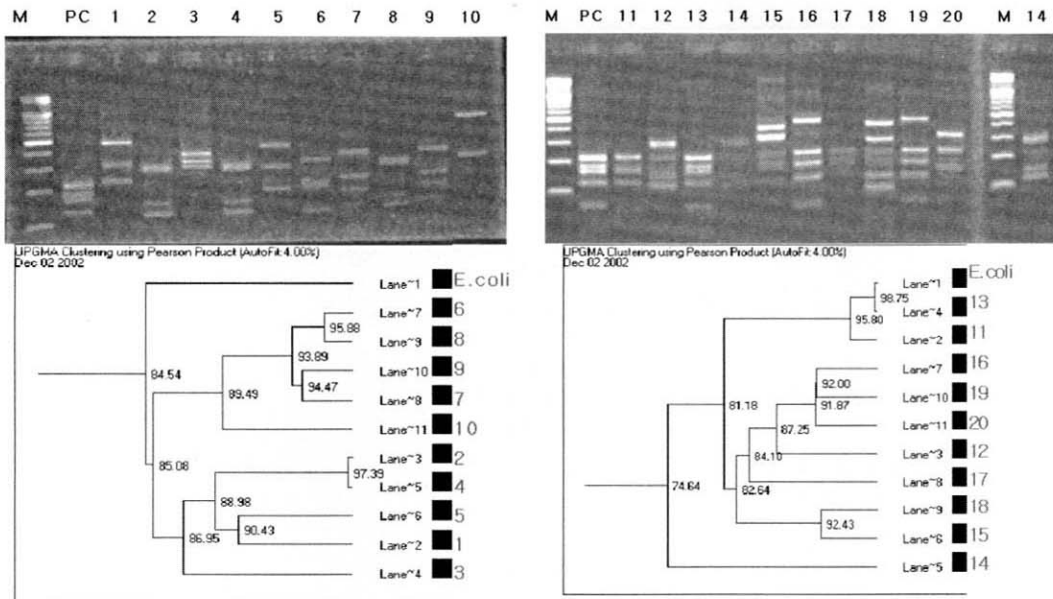 M PC 1 2 3 4 5 6 7 8 9 10
M PC 11 12 13 14 15 16 17 18 19 20 M 14
UPGMA Clustering using Pearson Product (AutoFit:4.00%)
Dec 02 2002
Lane~1 E.coli
Lane~7 6
95.88
Lane~9 8
93.89
Lane~10 9
84.54
94.47
89.49
Lane~8 7
Lane~11 10
Lane~3 2
85.08
97.39
Lane~5 4
88.98
Lane~6 5
90.43
86.95
Lane~2 1
Lane~4 3
UPGMA Clustering using Pearson Product (AutoFit:4.00%)
Dec 02 2002
E.coli
Lane~1
98.75
13
Lane~4
95.80
Lane~2 11
Lane~7 16
92.00
Lane~10 19
81.18
91.87
Lane~11 20
87.25
Lane~3 12
84.10
Lane~8 17
74.64
82.64
Lane~9 18
92.43
Lane~6 15
Lane~5 14